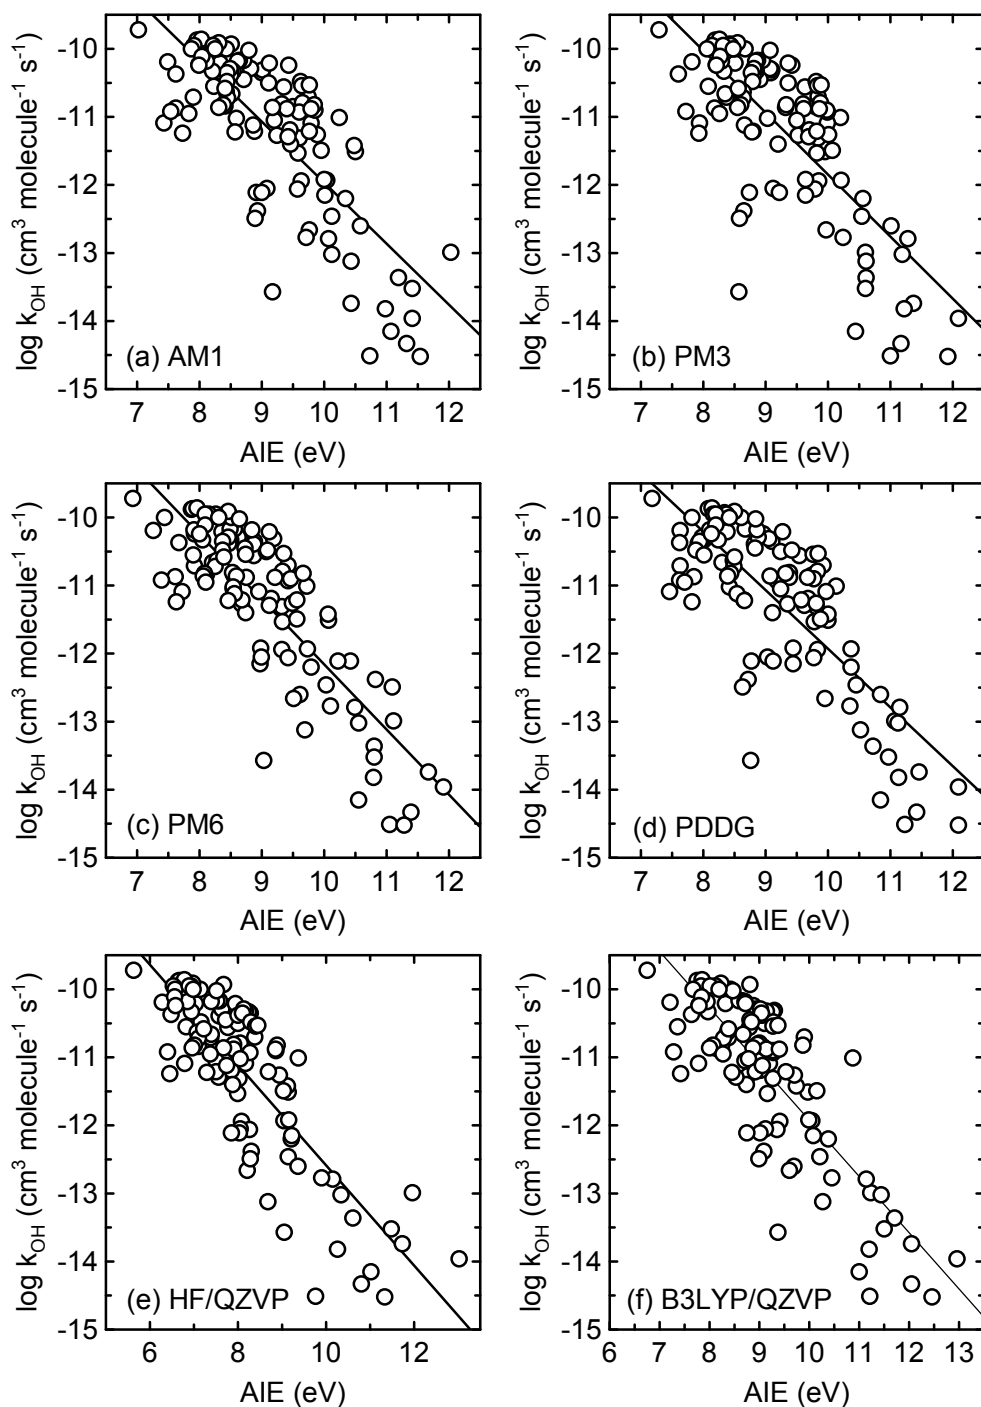 -10
-11
-12
-13
-14
-15
log k_OH (cm³ molecule⁻¹ s⁻¹)
(a) AM1
7 8 9 10 11 12
AIE (eV)
-10
-11
-12
-13
-14
-15
log k_OH (cm³ molecule⁻¹ s⁻¹)
(b) PM3
7 8 9 10 11 12
AIE (eV)
-10
-11
-12
-13
-14
-15
log k_OH (cm³ molecule⁻¹ s⁻¹)
(c) PM6
7 8 9 10 11 12
AIE (eV)
-10
-11
-12
-13
-14
-15
log k_OH (cm³ molecule⁻¹ s⁻¹)
(d) PDDG
7 8 9 10 11 12
AIE (eV)
-10
-11
-12
-13
-14
-15
log k_OH (cm³ molecule⁻¹ s⁻¹)
(e) HF/QZVP
6 8 10 12
AIE (eV)
-10
-11
-12
-13
-14
-15
log k_OH (cm³ molecule⁻¹ s⁻¹)
(f) B3LYP/QZVP
6 7 8 9 10 11 12 13
AIE (eV)